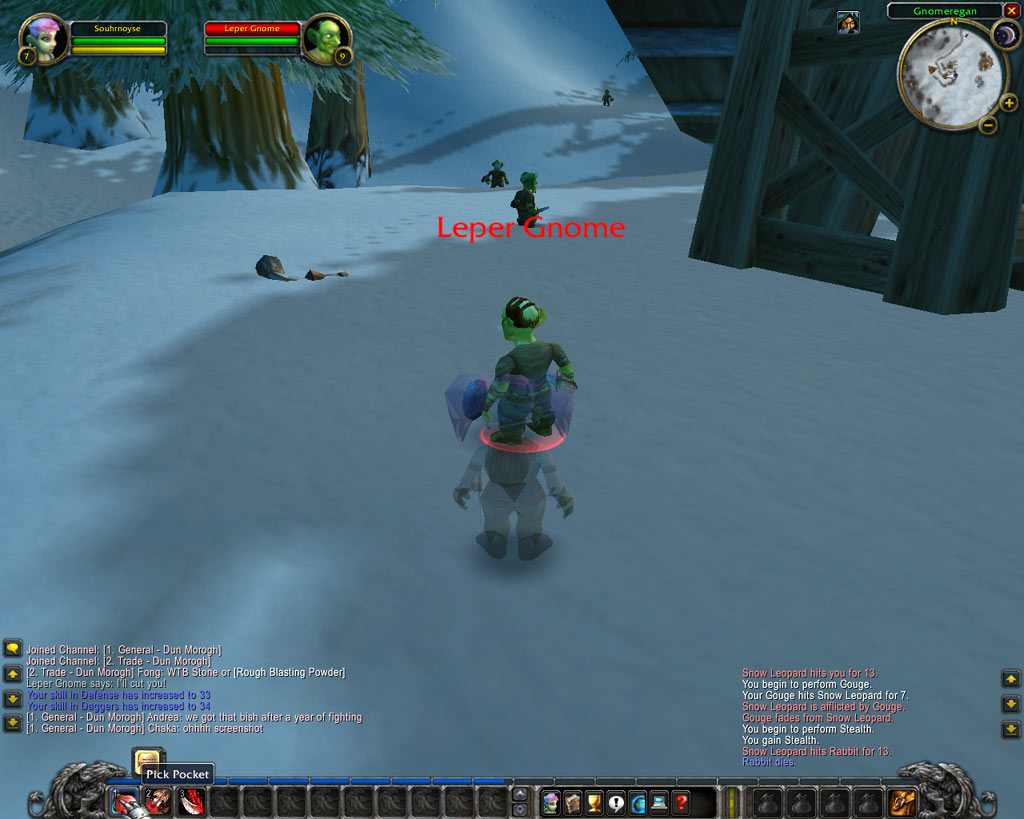 Souhrnoyse
7
Leper Gnome
9
Gnomeregan
N
Leper Gnome
Joined Channel: [1. General - Dun Morogh]
Joined Channel: [2. Trade - Dun Morogh]
[2. Trade - Dun Morogh] Fong: WTB Stone or [Rough Blasting Powder]
Leper Gnome says: I'll cut you!
Your skill in Defense has increased to 33
Your skill in Daggers has increased to 34
[1. General - Dun Morogh] Andrea: we got that bish after a year of fighting
[1. General - Dun Morogh] Chaka: ohhhh screenshot
Snow Leopard hits you for 13.
You begin to perform Gouge.
Your Gouge hits Snow Leopard for 7.
Snow Leopard is afflicted by Gouge.
Gouge fades from Snow Leopard.
You begin to perform Stealth.
You gain Stealth.
Snow Leopard hits Rabbit for 13.
Rabbit dies.
Pick Pocket
1 2 3